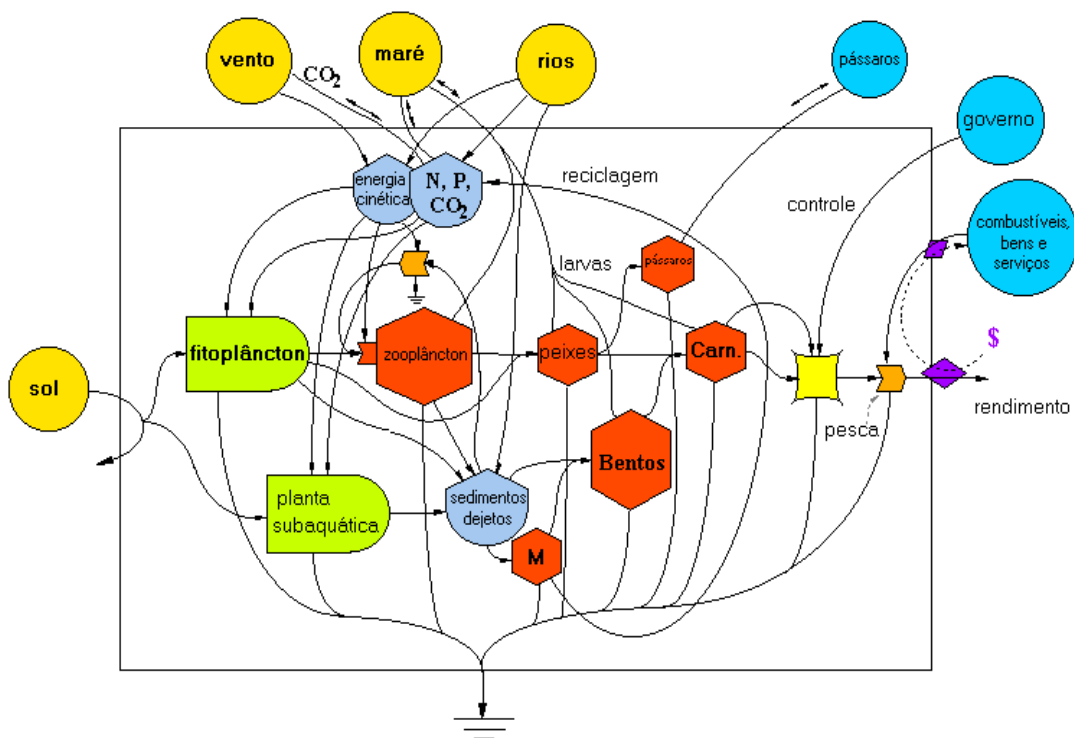 vento
maré
rios
pássaros
CO₂
governo
energia
cinética
N, P,
CO₂
reciclagem
controle
combustíveis,
bens e
serviços
larvas
pássaros
fitoplâncton
zooplâncton
peixes
Carn.
$
sol
rendimento
pesca
Bentos
planta
subaquática
sedimentos
dejetos
M